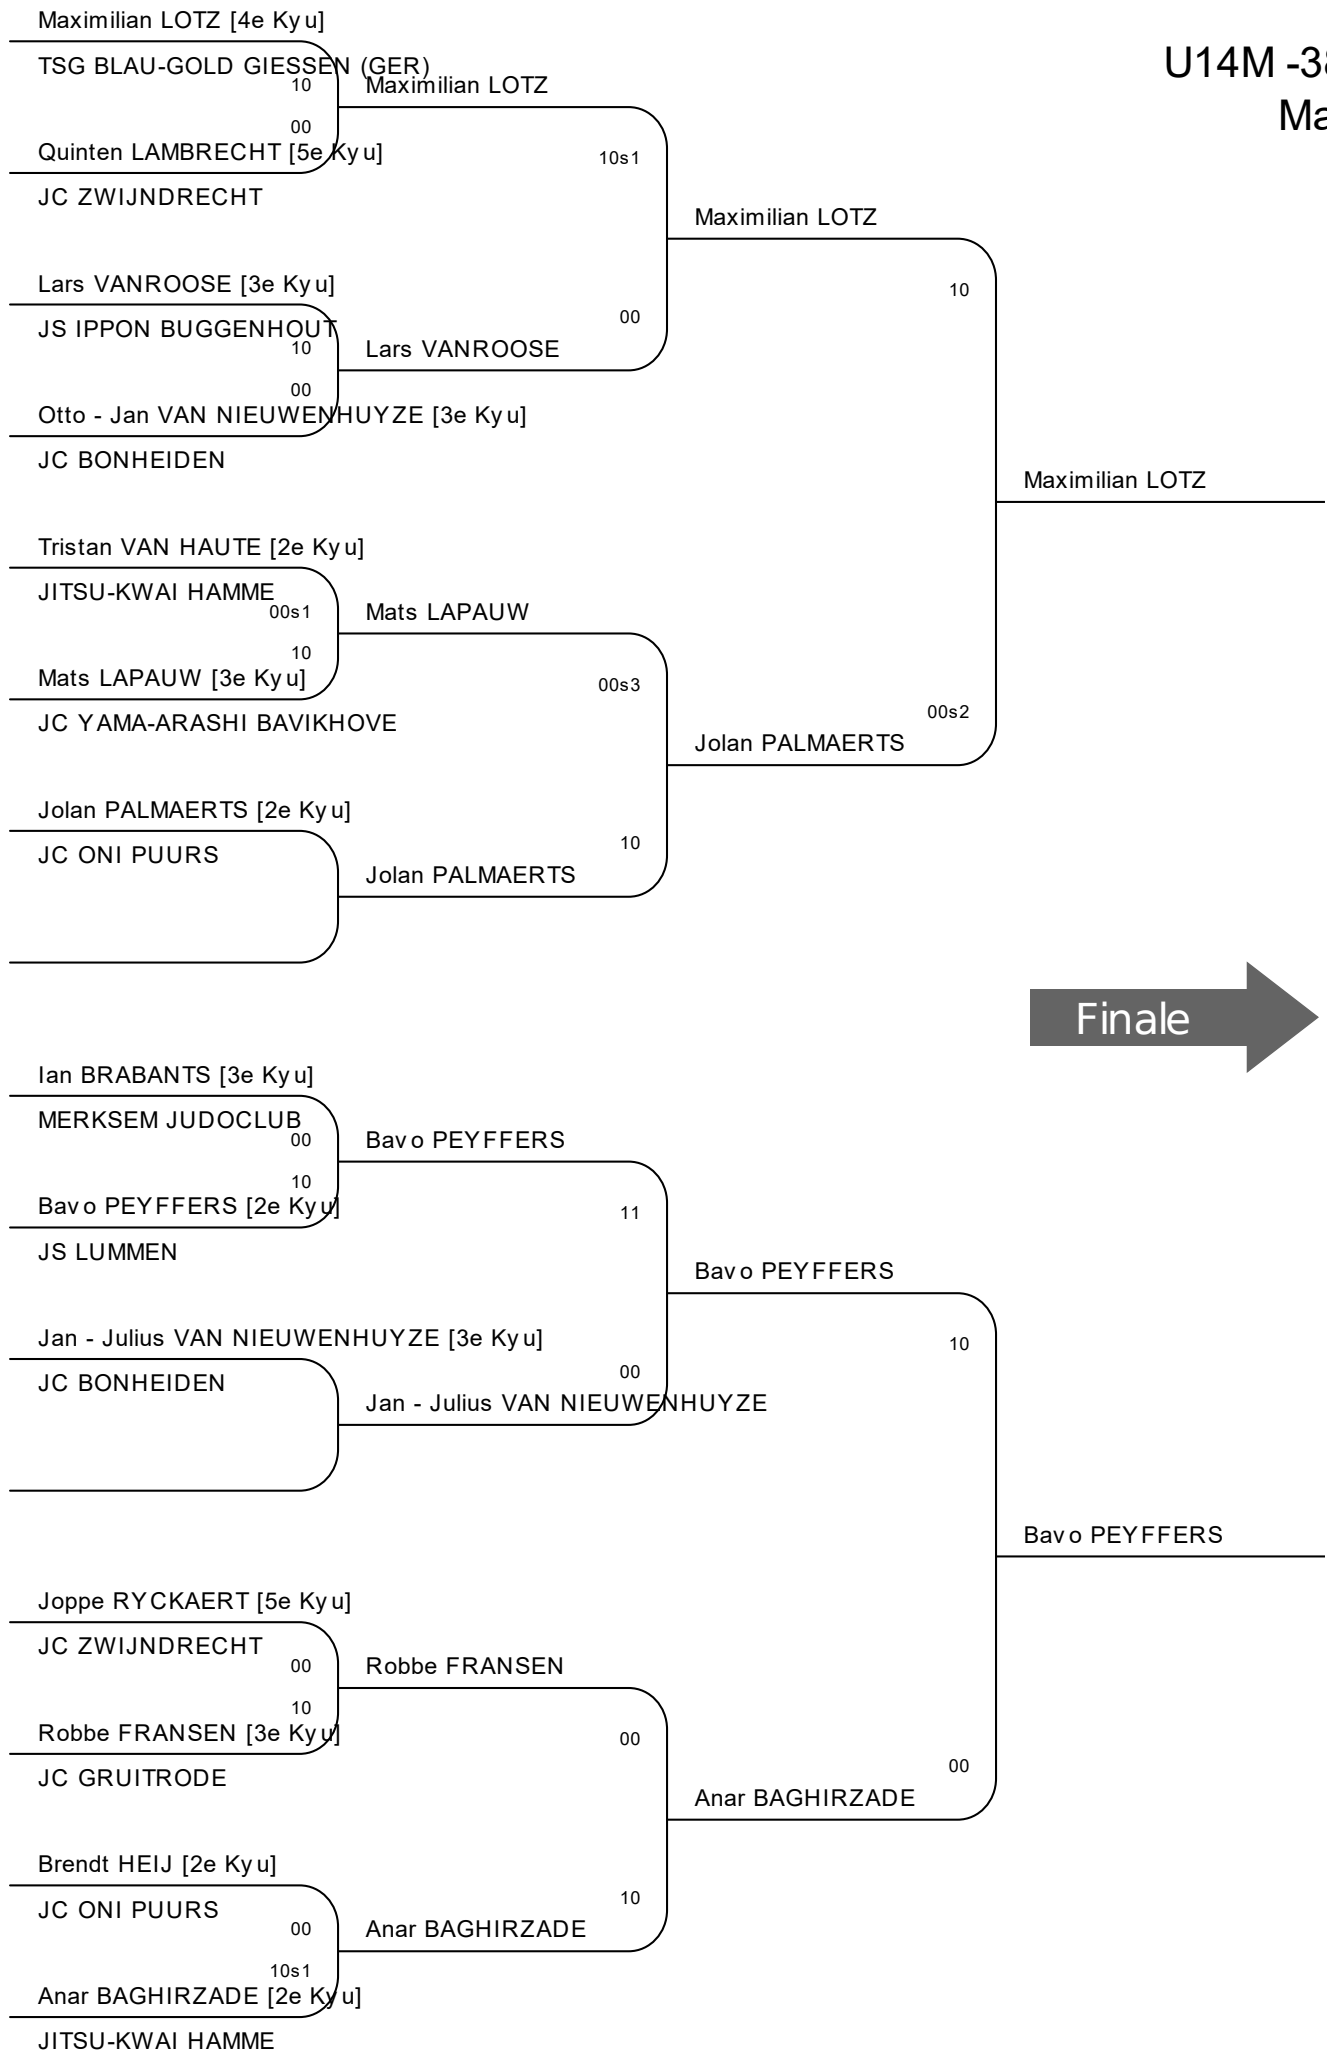 Maximilian LOTZ [4e Kyu]
U14M -38
Ma
TSG BLAU-GOLD GIESSEN (GER)
10
Maximilian LOTZ
00
Quinten LAMBRECHT [5e Kyu]
10s1
JC ZWIJNDRECHT
Maximilian LOTZ
Lars VANROOSE [3e Kyu]
10
00
JS IPPON BUGGENHOUT
10
Lars VANROOSE
00
Otto - Jan VAN NIEUWENHUYZE [3e Kyu]
JC BONHEIDEN
Maximilian LOTZ
Tristan VAN HAUTE [2e Kyu]
JITSU-KWAI HAMME
00s1
Mats LAPAUW
10
Mats LAPAUW [3e Kyu]
00s3
JC YAMA-ARASHI BAVIKHOVE
00s2
Jolan PALMAERTS
Jolan PALMAERTS [2e Kyu]
10
JC ONI PUURS
Jolan PALMAERTS
Finale
Ian BRABANTS [3e Kyu]
MERKSEM JUDOCLUB
00
Bavo PEYFFERS
10
Bavo PEYFFERS [2e Kyu]
11
JS LUMMEN
Bavo PEYFFERS
Jan - Julius VAN NIEUWENHUYZE [3e Kyu]
10
00
JC BONHEIDEN
Jan - Julius VAN NIEUWENHUYZE
Bavo PEYFFERS
Joppe RYCKAERT [5e Kyu]
JC ZWIJNDRECHT
00
Robbe FRANSEN
10
Robbe FRANSEN [3e Kyu]
00
00
JC GRUITRODE
Anar BAGHIRZADE
Brendt HEIJ [2e Kyu]
10
JC ONI PUURS
00
Anar BAGHIRZADE
10s1
Anar BAGHIRZADE [2e Kyu]
JITSU-KWAI HAMME